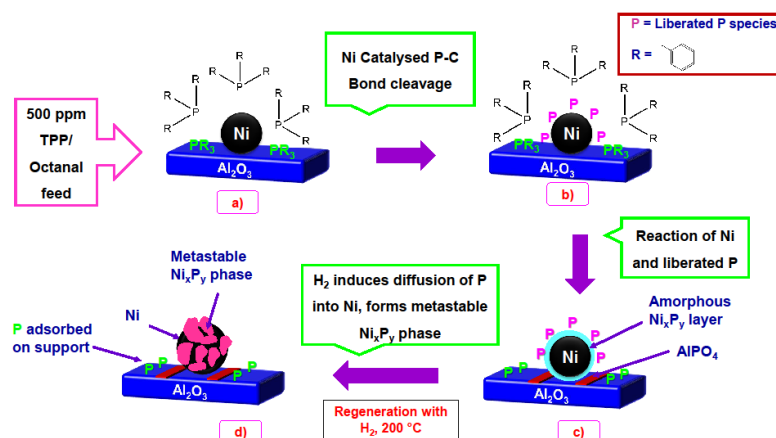 P = Liberated P species
R =
Ni Catalysed P-C
Bond cleavage
500 ppm
TPP/
Octanal
feed
R
R
R
P
R
R
R
P
R
P
R
R
Ni
PR3
PR3
Al2O3
a)
R
R
R
P
R
R
R
P
R
P
R
R
P
P
P
P
P
Ni
PR3
PR3
Al2O3
b)
Reaction of Ni
and liberated P
H2 induces diffusion of P
into Ni, forms metastable
NixPy phase
Regeneration with
H2, 200 °C
Amorphous
NixPy layer
AlPO4
P
P
P
P
P
Ni
P
P
P
P
Al2O3
c)
Metastable
NixPy phase
Ni
P adsorbed
on support
P
P
P
P
Al2O3
d)